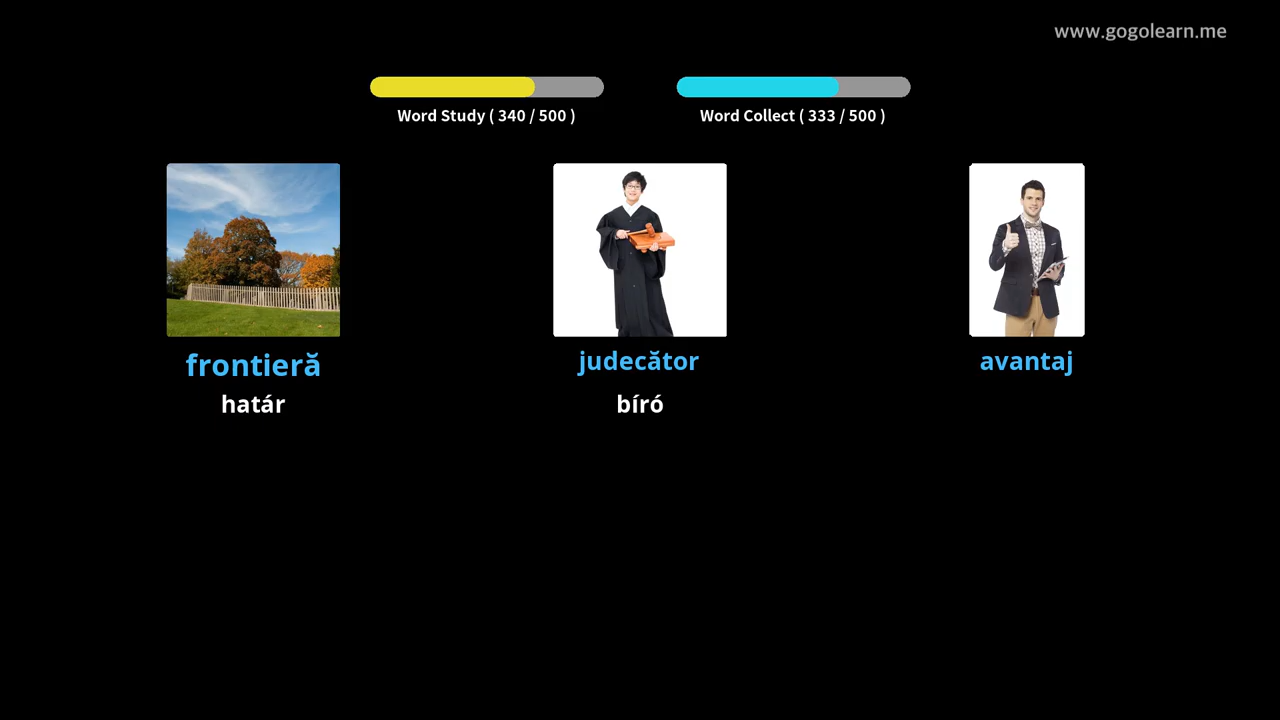 www.gogolearn.me
Word Study ( 340 / 500 )
Word Collect ( 333 / 500 )
frontieră
judecător
avantaj
határ
bíró